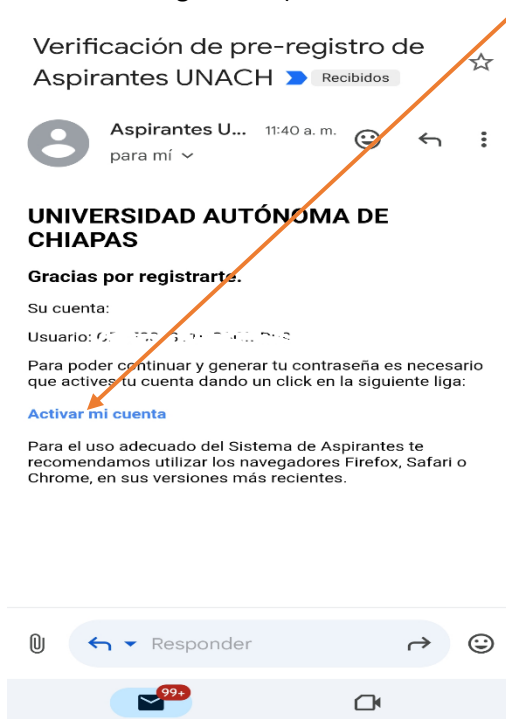 Verificación de pre-registro de
Aspirantes UNACH Recibidos
Aspirantes U... 11:40 a. m.
para mí
UNIVERSIDAD AUTÓNOMA DE
CHIAPAS
Gracias por registrarte.
Su cuenta:
Usuario:
Para poder continuar y generar tu contraseña es necesario
que actives tu cuenta dando un click en la siguiente liga:
Activar mi cuenta
Para el uso adecuado del Sistema de Aspirantes te
recomendamos utilizar los navegadores Firefox, Safari o
Chrome, en sus versiones más recientes.
Responder
99+